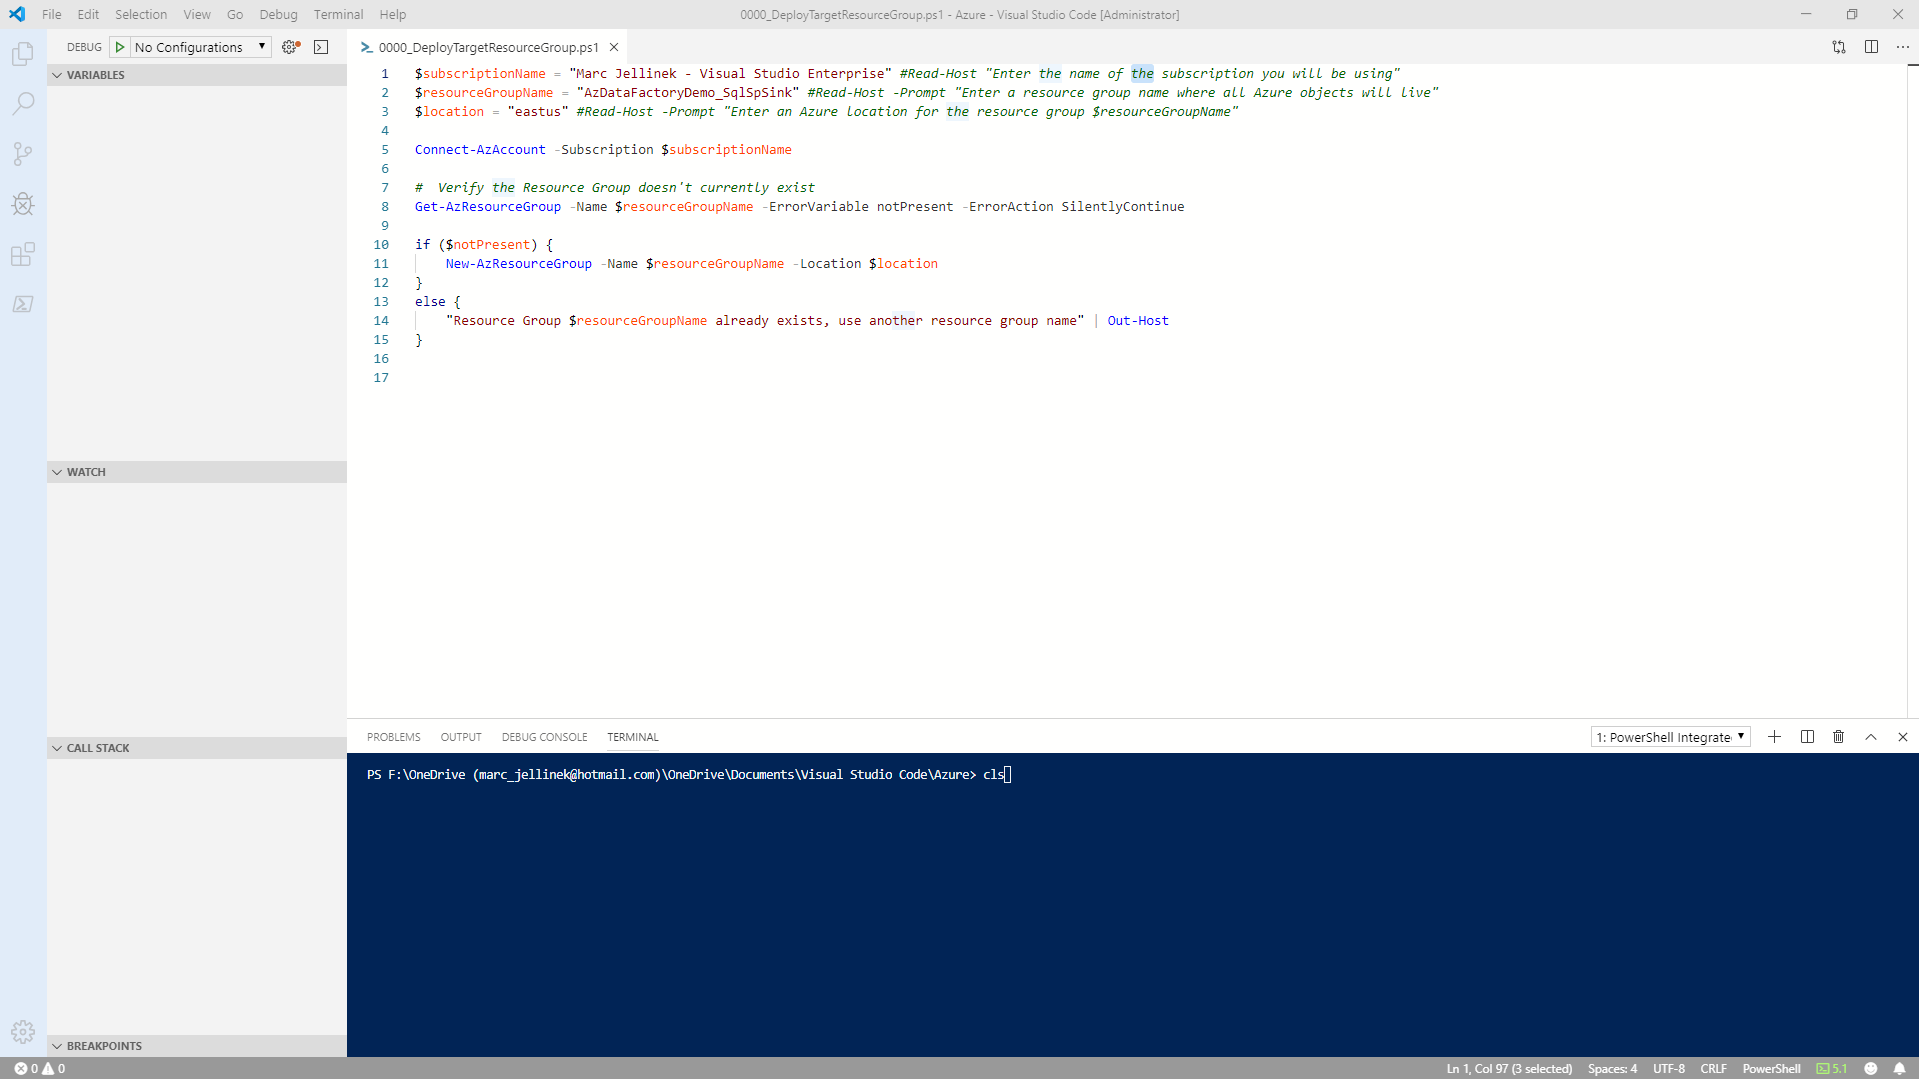 File Edit Selection View Go Debug Terminal Help
0000_DeployTargetResourceGroup.ps1 - Azure - Visual Studio Code [Administrator]
DEBUG No Configurations
0000_DeployTargetResourceGroup.ps1
VARIABLES
1 $subscriptionName = "Marc Jellinek - Visual Studio Enterprise" #Read-Host "Enter the name of the subscription you will be using"
2 $resourceGroupName = "AzDataFactoryDemo_SqlSpSink" #Read-Host -Prompt "Enter a resource group name where all Azure objects will live"
3 $location = "eastus" #Read-Host -Prompt "Enter an Azure location for the resource group $resourceGroupName"
4
5 Connect-AzAccount -Subscription $subscriptionName
6
7 #  Verify the Resource Group doesn't currently exist
8 Get-AzResourceGroup -Name $resourceGroupName -ErrorVariable notPresent -ErrorAction SilentlyContinue
9
10 if ($notPresent) {
11     New-AzResourceGroup -Name $resourceGroupName -Location $location
12 }
13 else {
14     "Resource Group $resourceGroupName already exists, use another resource group name" | Out-Host
15 }
16
17
WATCH
CALL STACK
BREAKPOINTS
PROBLEMS OUTPUT DEBUG CONSOLE TERMINAL
1: PowerShell Integrate
PS F:\OneDrive (marc_jellinek@hotmail.com)\OneDrive\Documents\Visual Studio Code\Azure> cls
0 0
Ln 1, Col 97 (3 selected) Spaces: 4 UTF-8 CRLF PowerShell 5.1